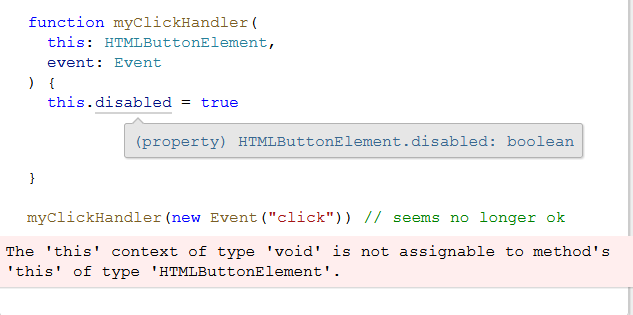 function myClickHandler(
this: HTMLButtonElement,
event: Event
) {
this.disabled = true
(property) HTMLButtonElement.disabled: boolean
}
myClickHandler(new Event("click")) // seems no longer ok
The 'this' context of type 'void' is not assignable to method's
'this' of type 'HTMLButtonElement'.